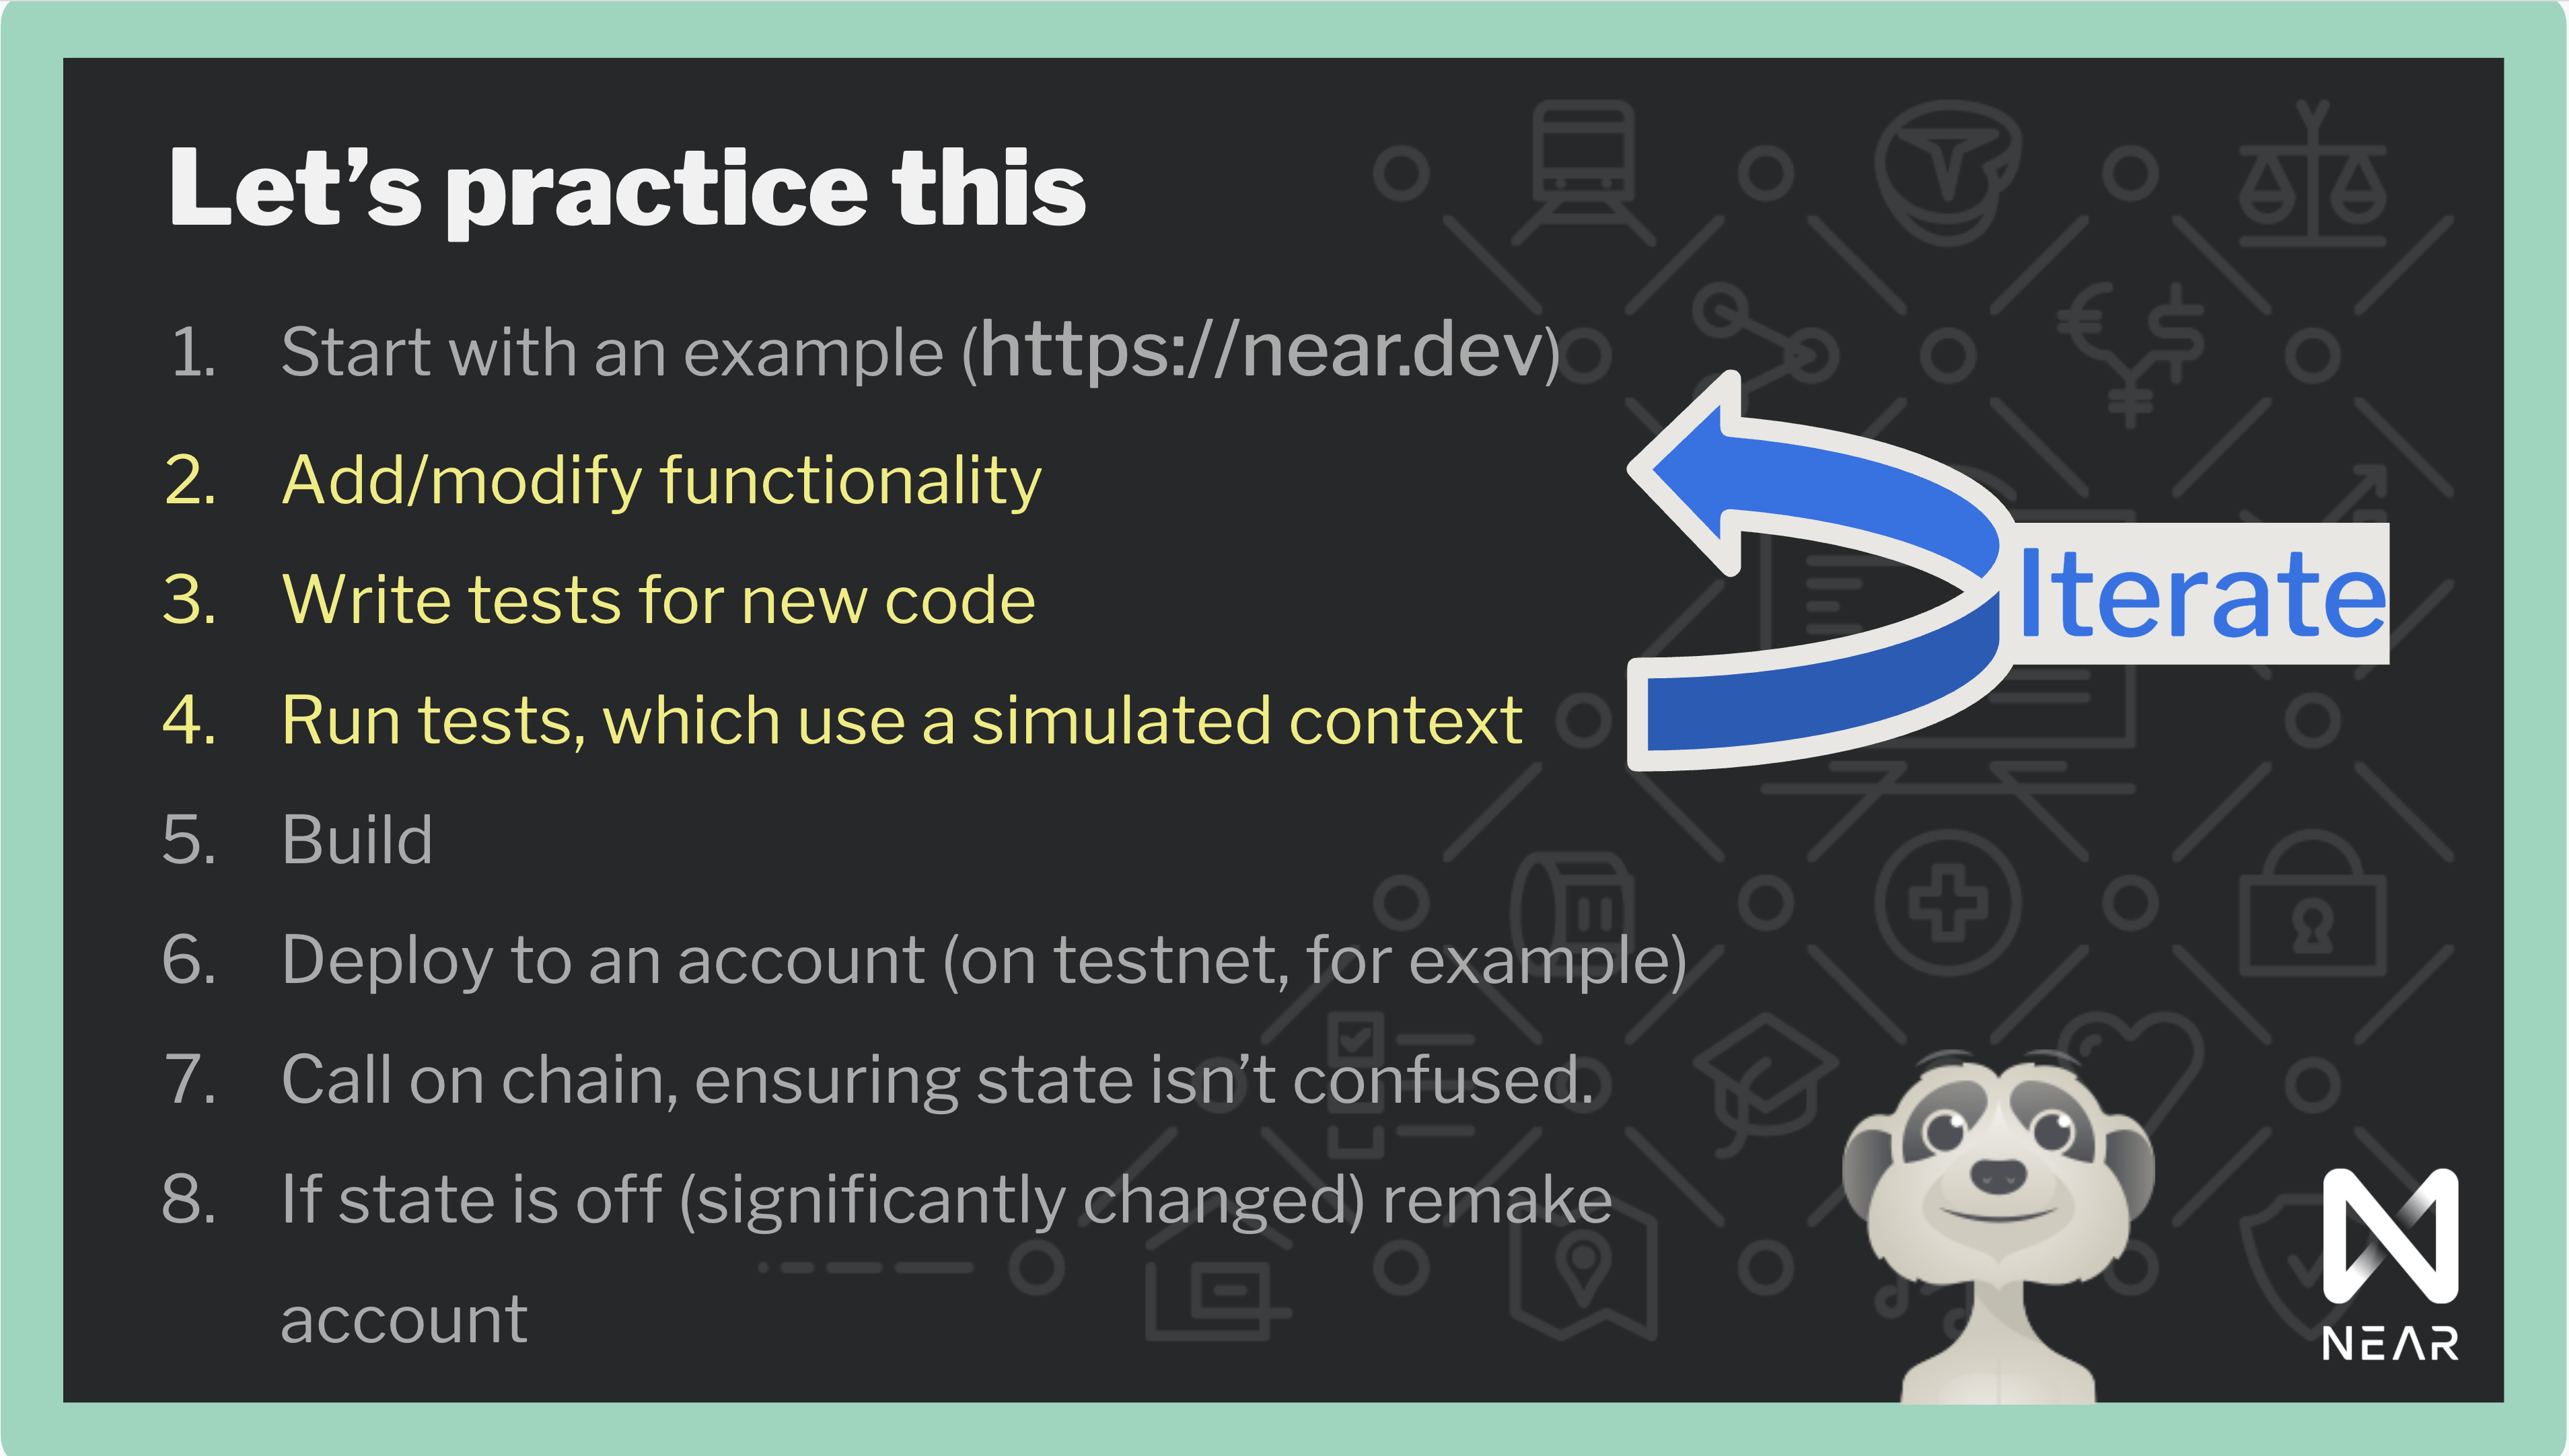 Let’s practice this
1. Start with an example (https://near.dev)
2. Add/modify functionality
3. Write tests for new code
4. Run tests, which use a simulated context
Iterate
5. Build
6. Deploy to an account (on testnet, for example)
7. Call on chain, ensuring state isn’t confused.
8. If state is off (significantly changed) remake
account
NEAR